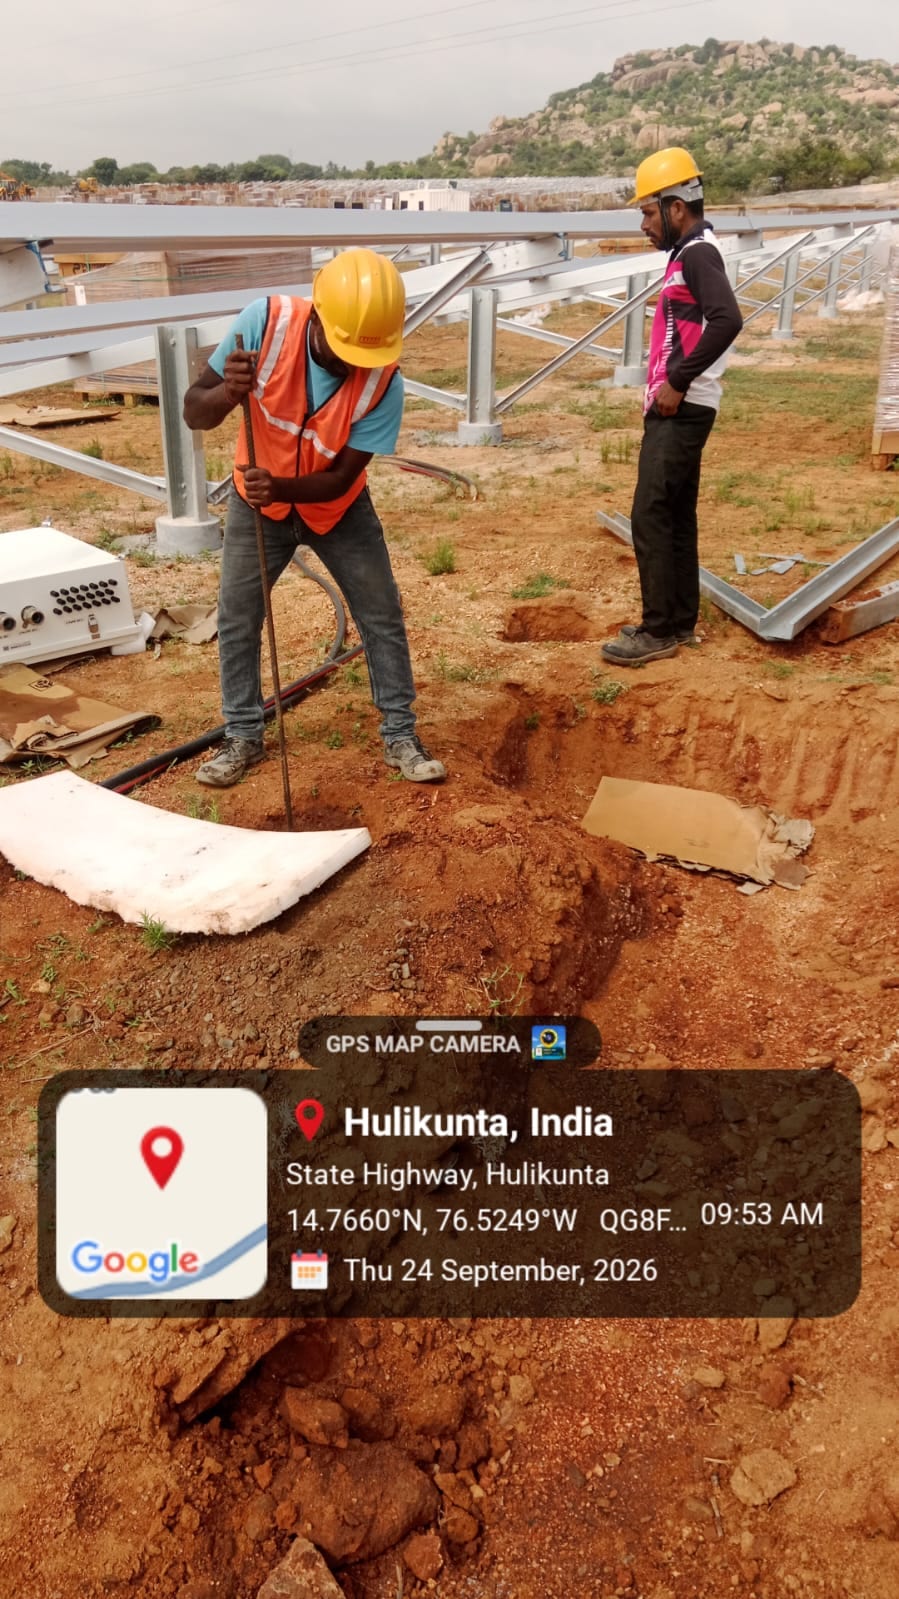 GPS MAP CAMERA
Hulikunta, India
State Highway, Hulikunta
14.7660°N, 76.5249°W QG8F... 09:53 AM
Thu 24 September, 2026
Google